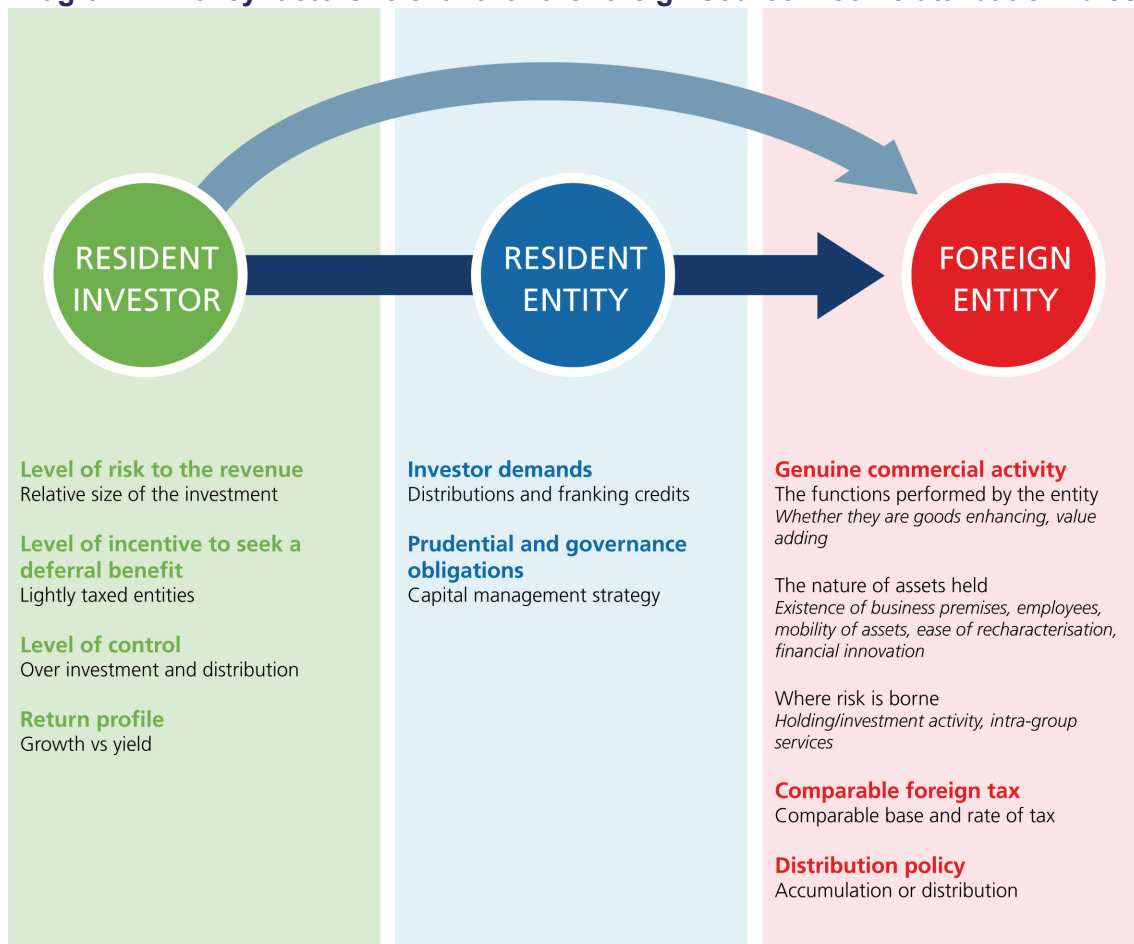 RESIDENT
INVESTOR
RESIDENT
ENTITY
FOREIGN
ENTITY
Level of risk to the revenue
Relative size of the investment
Level of incentive to seek a
deferral benefit
Lightly taxed entities
Level of control
Over investment and distribution
Return profile
Growth vs yield
Investor demands
Distributions and franking credits
Prudential and governance
obligations
Capital management strategy
Genuine commercial activity
The functions performed by the entity
Whether they are goods enhancing, value
adding
The nature of assets held
Existence of business premises, employees,
mobility of assets, ease of recharacterisation,
financial innovation
Where risk is borne
Holding/investment activity, intra-group
services
Comparable foreign tax
Comparable base and rate of tax
Distribution policy
Accumulation or distribution